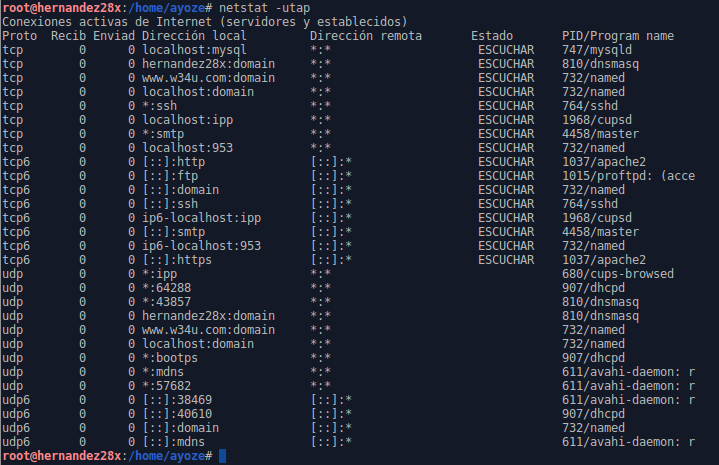 root@hernandez28x:/home/ayoze# netstat -utap
Conexiones activas de Internet (servidores y establecidos)
Proto  Recib Enviad Dirección local         Dirección remota       Estado       PID/Program name
tcp        0      0 localhost:mysql         *:*                     ESCUCHAR    747/mysqld
tcp        0      0 hernandez28x:domain     *:*                     ESCUCHAR    810/dnsmasq
tcp        0      0 www.w34u.com:domain     *:*                     ESCUCHAR    732/named
tcp        0      0 localhost:domain        *:*                     ESCUCHAR    732/named
tcp        0      0 *:ssh                   *:*                     ESCUCHAR    764/sshd
tcp        0      0 localhost:ipp           *:*                     ESCUCHAR    1968/cupsd
tcp        0      0 *:smtp                  *:*                     ESCUCHAR    4458/master
tcp        0      0 localhost:953           *:*                     ESCUCHAR    732/named
tcp6       0      0 [::]:http               [::]:*                  ESCUCHAR    1037/apache2
tcp6       0      0 [::]:ftp                [::]:*                  ESCUCHAR    1015/proftpd: (acce
tcp6       0      0 [::]:domain             [::]:*                  ESCUCHAR    732/named
tcp6       0      0 [::]:ssh                [::]:*                  ESCUCHAR    764/sshd
tcp6       0      0 ip6-localhost:ipp       [::]:*                  ESCUCHAR    1968/cupsd
tcp6       0      0 [::]:smtp               [::]:*                  ESCUCHAR    4458/master
tcp6       0      0 ip6-localhost:953       [::]:*                  ESCUCHAR    732/named
tcp6       0      0 [::]:https              [::]:*                  ESCUCHAR    1037/apache2
udp        0      0 *:ipp                   *:*                                 680/cups-browsed
udp        0      0 *:64288                 *:*                                 907/dhcpd
udp        0      0 *:43857                 *:*                                 810/dnsmasq
udp        0      0 hernandez28x:domain     *:*                                 810/dnsmasq
udp        0      0 www.w34u.com:domain     *:*                                 732/named
udp        0      0 localhost:domain        *:*                                 732/named
udp        0      0 *:bootps                *:*                                 907/dhcpd
udp        0      0 *:mdns                  *:*                                 611/avahi-daemon: r
udp        0      0 *:57682                 *:*                                 611/avahi-daemon: r
udp6       0      0 [::]:38469              [::]:*                              611/avahi-daemon: r
udp6       0      0 [::]:40610              [::]:*                              907/dhcpd
udp6       0      0 [::]:domain             [::]:*                              732/named
udp6       0      0 [::]:mdns               [::]:*                              611/avahi-daemon: r
root@hernandez28x:/home/ayoze#